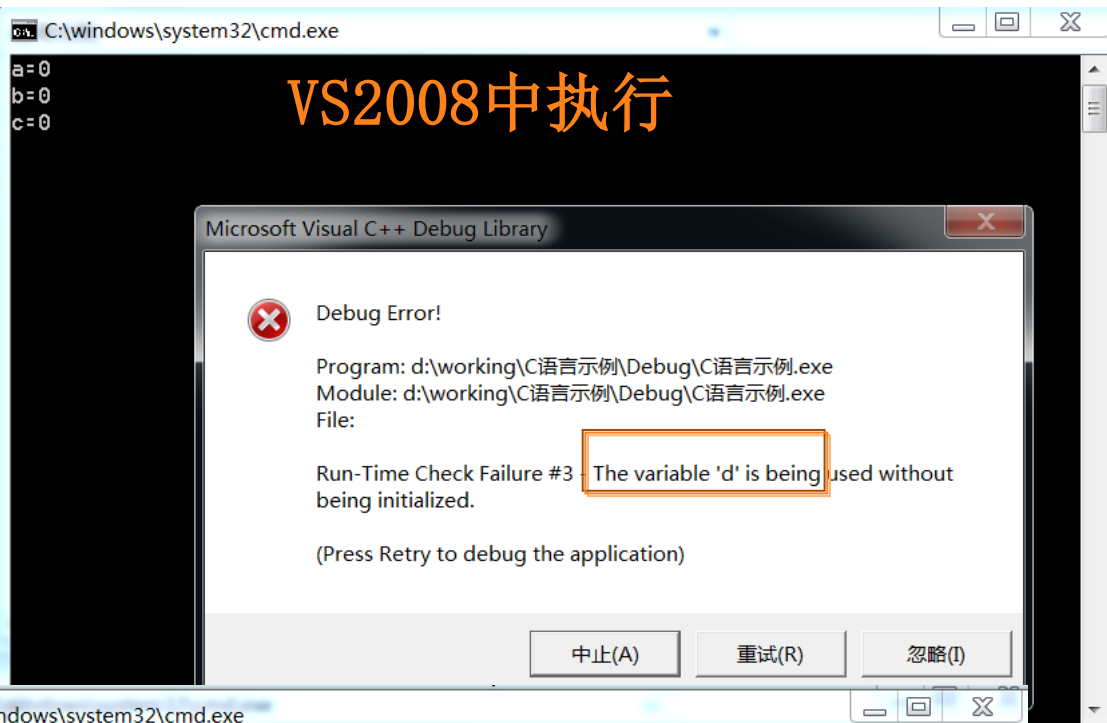 C:\windows\system32\cmd.exe
a=0
b=0
c=0
VS2008中执行
Microsoft Visual C++ Debug Library
Debug Error!
Program: d:\working\C语言示例\Debug\C语言示例.exe
Module: d:\working\C语言示例\Debug\C语言示例.exe
File:
Run-Time Check Failure #3 - The variable 'd' is being used without
being initialized.
(Press Retry to debug the application)
中止(A)
重试(R)
忽略(I)
ndows\system32\cmd.exe